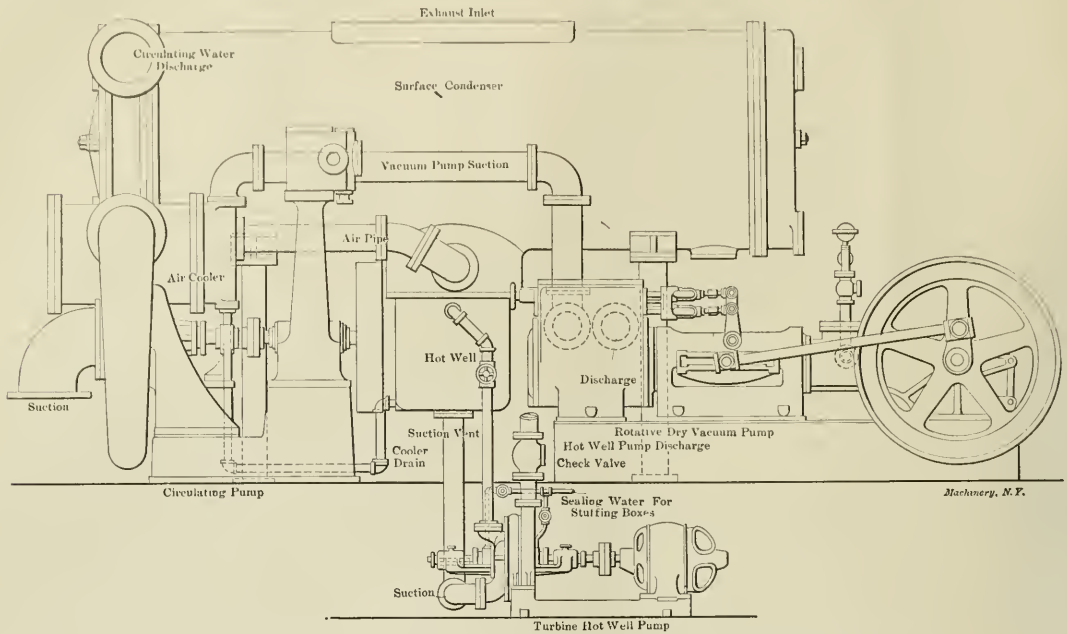 Exhaust Inlet
Circulating Water
Discharge
Surface Condenser
Vacuum Pump Suction
Air Pipe
Air Cooler
Hot Well
Discharge
Suction
Suction Vent
Rotative Dry Vacuum Pump
Hot Well Pump Discharge
Cooler
Drain
Check Valve
Circulating Pump
Sealing Water For
Stuffing Boxes
Machinery, N.Y.
Suction
Turbine Hot Well Pump